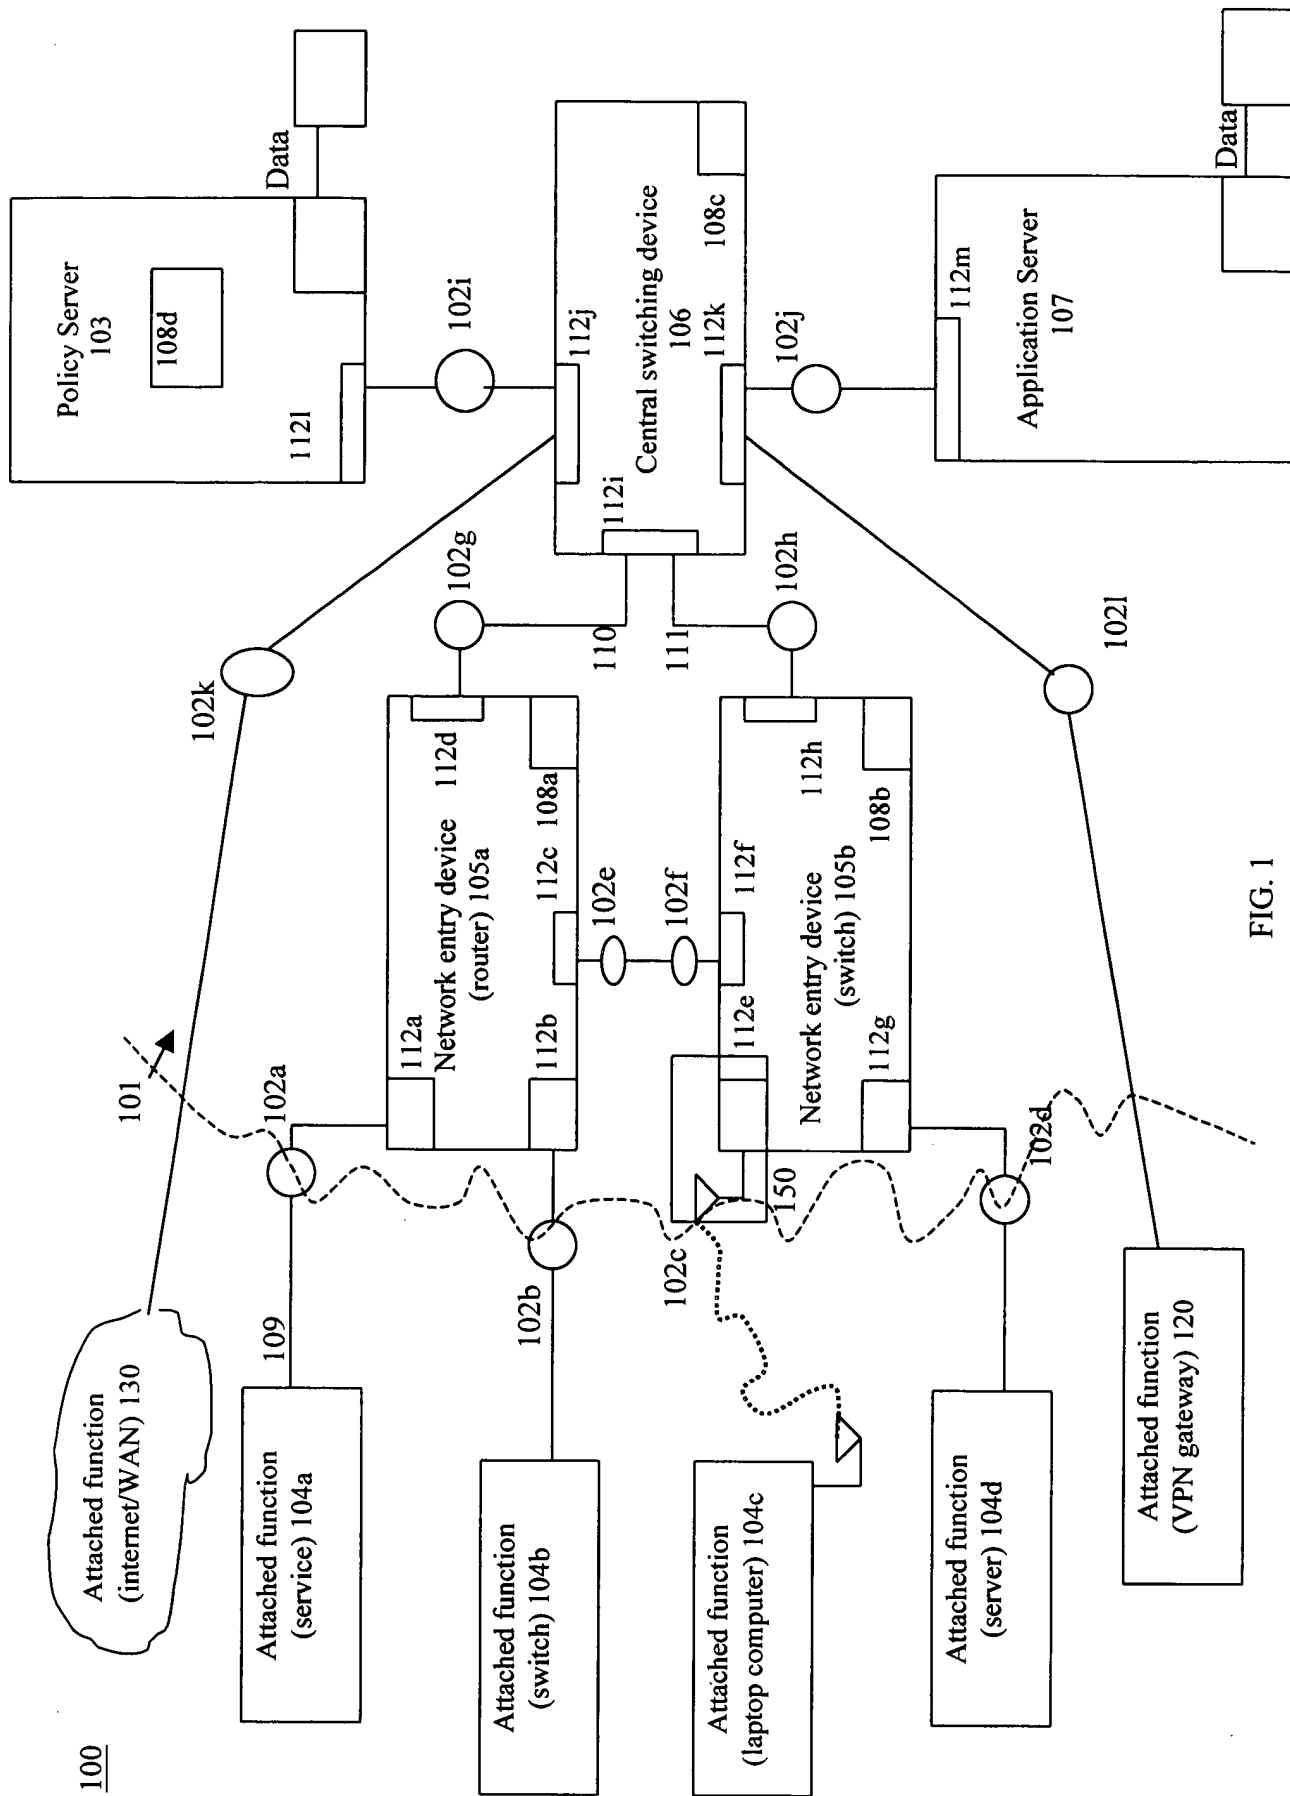 100
Attached function
(internet/WAN) 130
101
102k
Policy Server
103
108d
112l
Data
102i
Attached function
(service) 104a
109
102a
112a
Network entry device
(router) 105a
112d
112b
112c
108a
102g
110
112j
112i
Central switching device
106
112k
108c
Attached function
(switch) 104b
102b
102e
102f
111
102h
102j
Attached function
(laptop computer) 104c
102c
150
112e
112f
Network entry device
(switch) 105b
112h
112g
108b
Attached function
(server) 104d
102d
112m
Application Server
107
Data
Attached function
(VPN gateway) 120
102l
FIG. 1